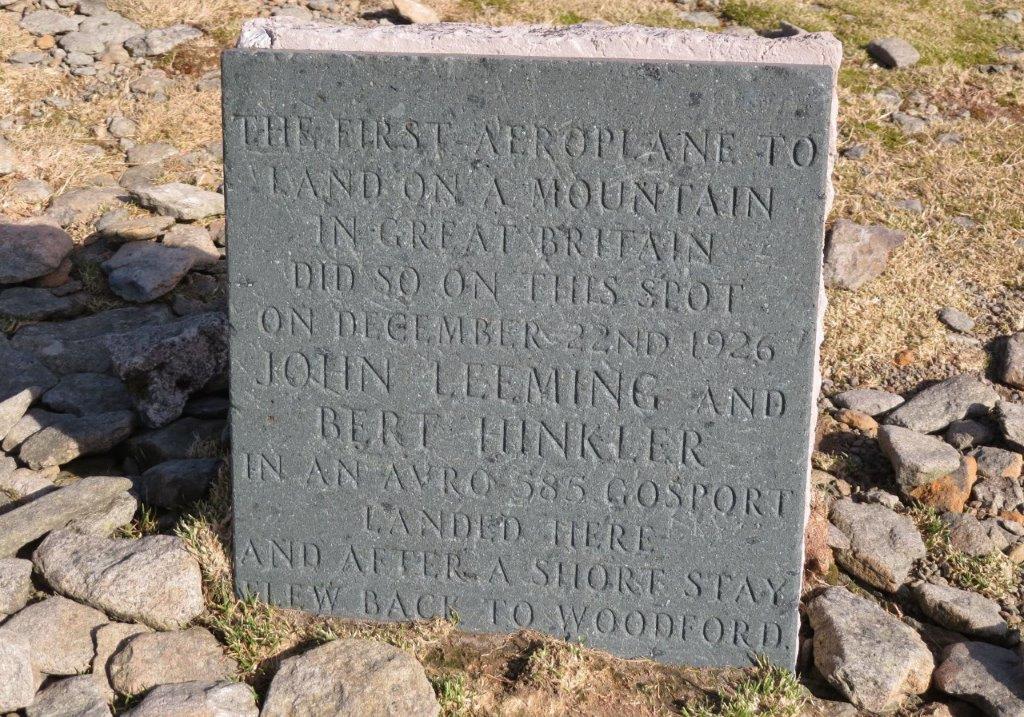 THE FIRST AEROPLANE TO
LAND ON A MOUNTAIN
IN GREAT BRITAIN
DID SO ON THIS SPOT
ON DECEMBER 22ND 1926
JOHN LEEMING AND
BERT HINKLER
IN AN AVRO 585 GOSPORT
LANDED HERE
AND AFTER A SHORT STAY
FLEW BACK TO WOODFORD.